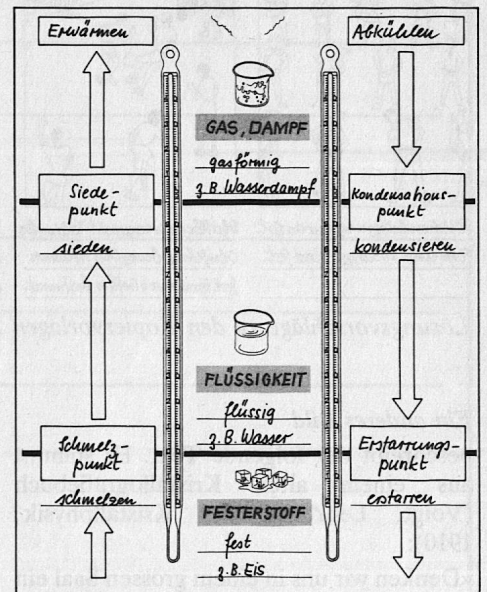 Erwärmen
Abkühlen
GAS, DAMPF
gasförmig
z.B. Wasserdampf
Siede-
punkt
sieden
Kondensations-
punkt
kondensieren
FLÜSSIGKEIT
flüssig
z.B. Wasser
Schmelz-
punkt
schmelzen
Erstarrungs-
punkt
erstarren
FESTERSTOFF
fest
z.B. Eis